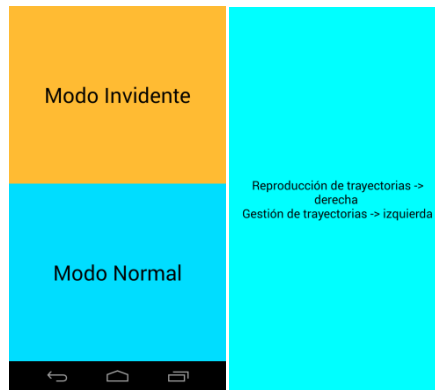 Modo Invidente
Modo Normal
Reproducción de trayectorias ->
derecha
Gestión de trayectorias -> izquierda